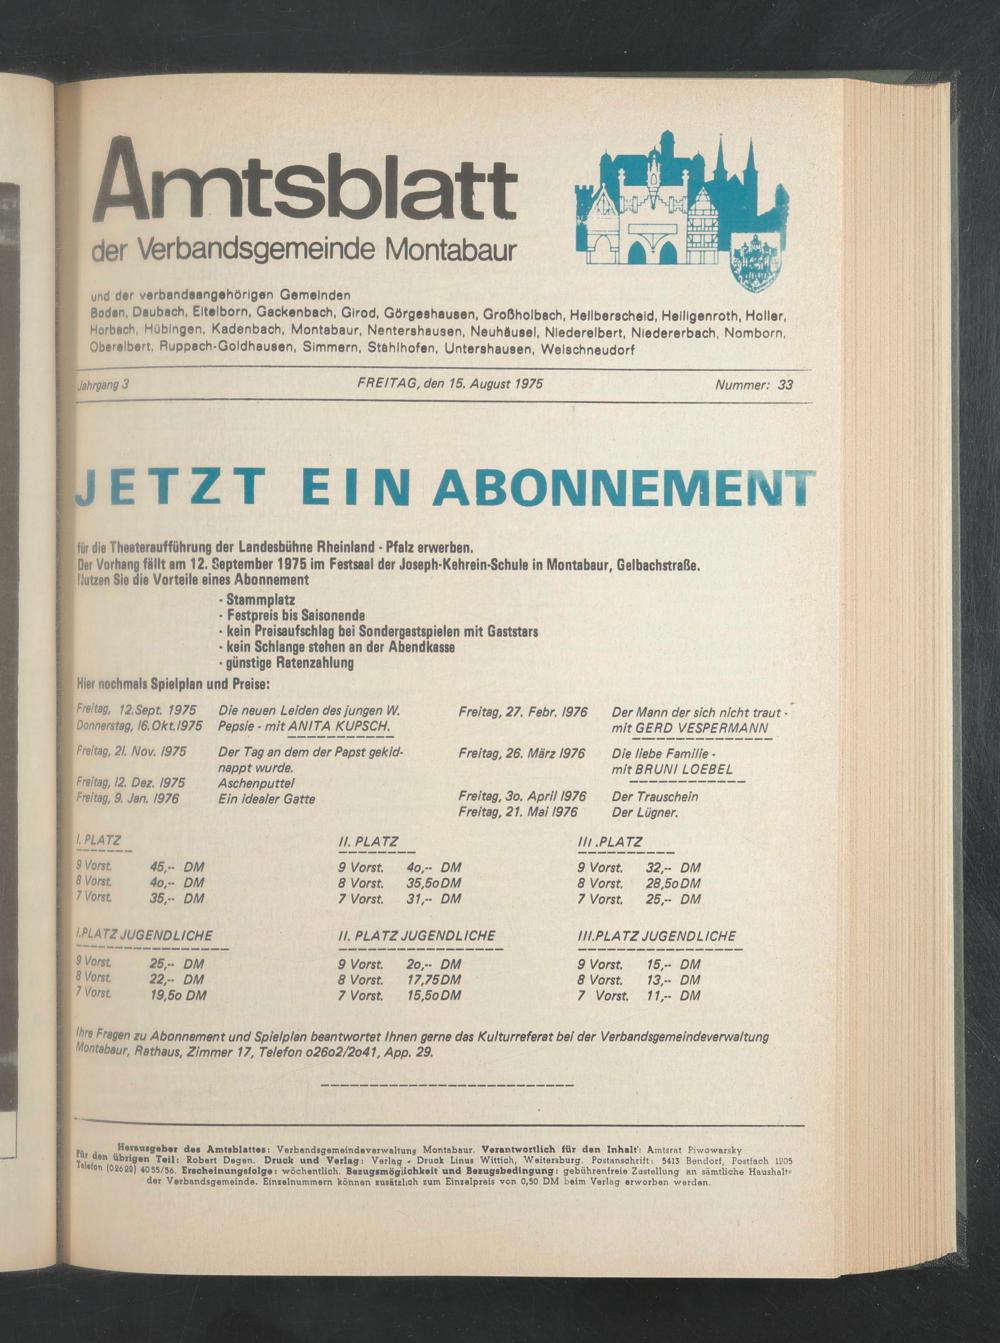 Amtsblatt
der Verbandsgemeinde Montabaur
und der verbandsangehörigen Gemeinden
Boden, Daubach, Eitelborn, Gackenbach, Girod, Görgeshausen, Großholbach, Heilberscheid, Heiligenroth, Holler,
Horbach, Hübingen, Kadenbach, Montabaur, Nentershausen, Neuhäusel, Niederelbert, Niedererbach, Nomborn,
Oberelbert, Ruppach-Goldhausen, Simmern, Stahlhofen, Untershausen, Welschneudorf
Jahrgang 3 FREITAG, den 15. August 1975 Nummer: 33
JETZT EIN ABONNEMENT
für die Theateraufführung der Landesbühne Rheinland - Pfalz erwerben.
Der Vorhang fällt am 12. September 1975 im Festsaal der Joseph-Kehrein-Schule in Montabaur, Gelbachstraße.
Nutzen Sie die Vorteile eines Abonnement
- Stammplatz
- Festpreis bis Saisonende
- kein Preisaufschlag bei Sondergastspielen mit Gaststars
- kein Schlange stehen an der Abendkasse
- günstige Ratenzahlung
Hier nochmals Spielplan und Preise:
Freitag, 12.Sept. 1975 Die neuen Leiden des jungen W.
Donnerstag, 16.Okt.1975 Pepsie - mit ANITA KUPSCH.
Freitag, 21. Nov. 1975 Der Tag an dem der Papst gekid-
nappt wurde.
Freitag, 12. Dez. 1975 Aschenputtel
Freitag, 9. Jan. 1976 Ein idealer Gatte
Freitag, 27. Febr. 1976 Der Mann der sich nicht traut -
mit GERD VESPERMANN
Freitag, 26. März 1976 Die liebe Familie -
mit BRUNI LOEBEL
Freitag, 3o. April 1976 Der Trauschein
Freitag, 21. Mai 1976 Der Lügner.
I. PLATZ II. PLATZ III.PLATZ
9 Vorst. 45,-- DM 9 Vorst. 4o,-- DM 9 Vorst. 32,-- DM
8 Vorst. 4o,-- DM 8 Vorst. 35,5o DM 8 Vorst. 28,5o DM
7 Vorst. 35,-- DM 7 Vorst. 31,-- DM 7 Vorst. 25,-- DM
I.PLATZ JUGENDLICHE II. PLATZ JUGENDLICHE III.PLATZ JUGENDLICHE
9 Vorst. 25,-- DM 9 Vorst. 2o,-- DM 9 Vorst. 15,-- DM
8 Vorst. 22,-- DM 8 Vorst. 17,75 DM 8 Vorst. 13,-- DM
7 Vorst. 19,5o DM 7 Vorst. 15,5o DM 7 Vorst. 11,-- DM
Ihre Fragen zu Abonnement und Spielplan beantwortet Ihnen gerne das Kulturreferat bei der Verbandsgemeindeverwaltung
Montabaur, Rathaus, Zimmer 17, Telefon o26o2/2o41, App. 29.
Herausgeber des Amtsblattes: Verbandsgemeindeverwaltung Montabaur. Verantwortlich für den Inhalt: Amtsrat Piwowarsky
Für den übrigen Teil: Robert Degen. Druck und Verlag: Verlag + Druck Linus Wittich, Weitersburg. Postanschrift: 5413 Bendorf, Postfach 1205
Telefon (02622) 4055/56. Erscheinungsfolge: wöchentlich. Bezugsmöglichkeit und Bezugsbedingung: gebührenfreie Zustellung an sämtliche Haushalt
der Verbandsgemeinde. Einzelnummern können zusätzlich zum Einzelpreis von 0,50 DM beim Verlag erworben werden.